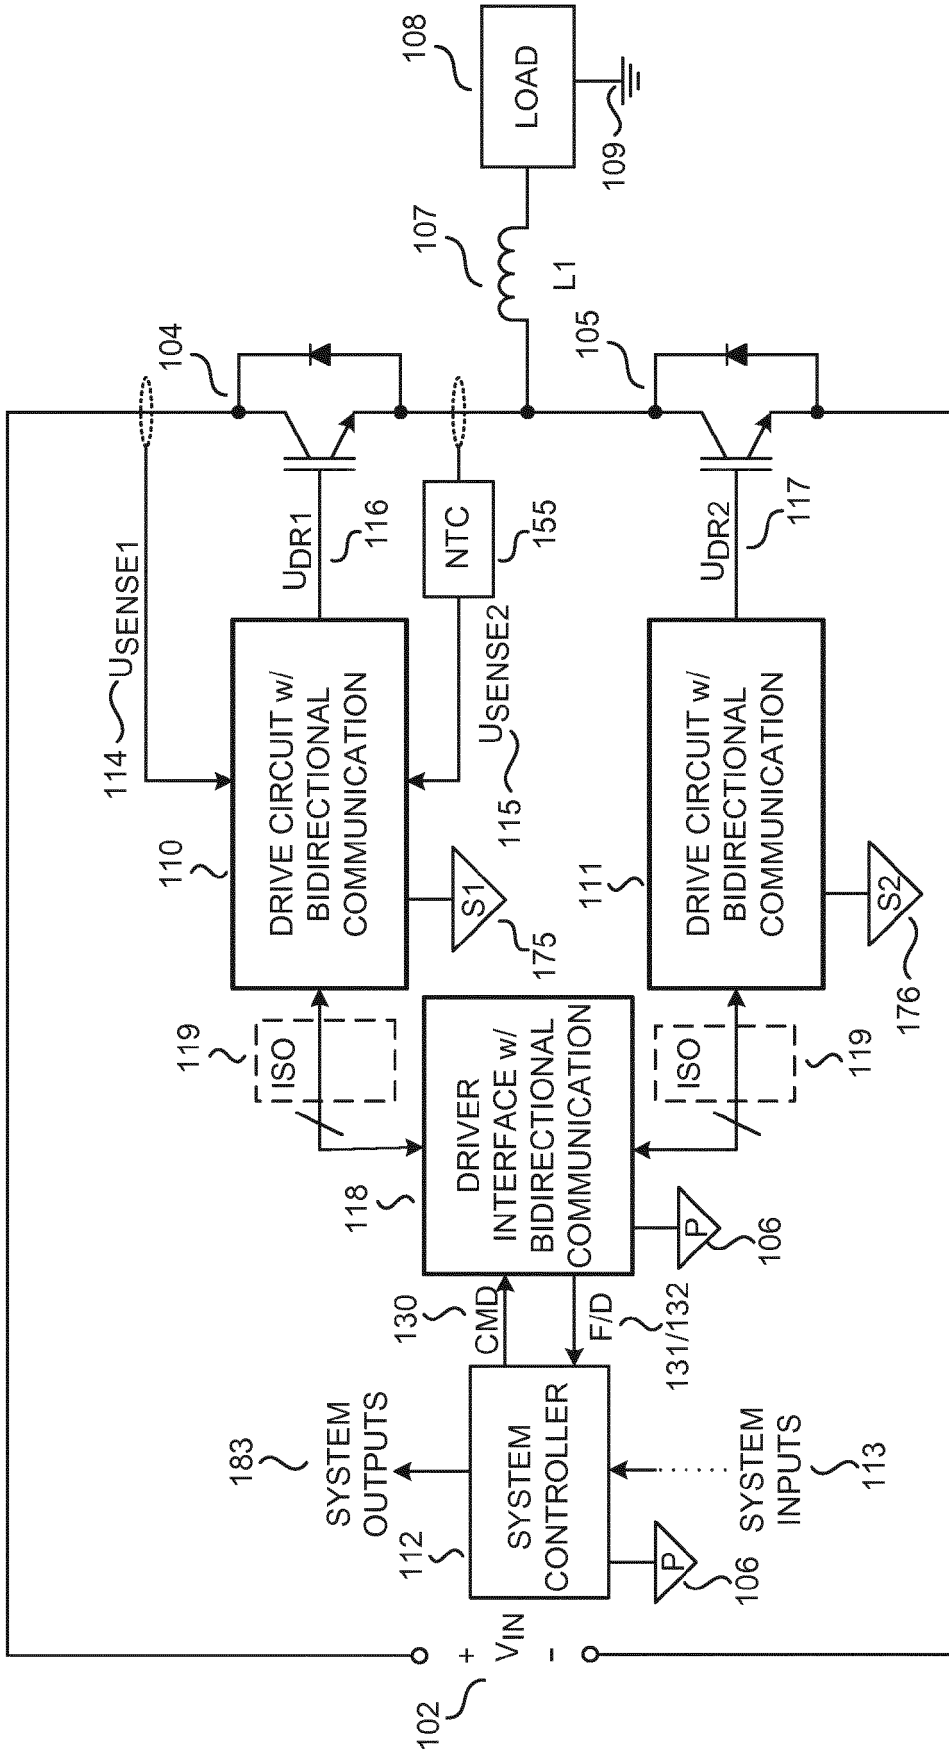 102
+
VIN
-
183
SYSTEM
OUTPUTS
112
SYSTEM
CONTROLLER
P
106
SYSTEM
INPUTS
113
130
CMD
F/D
131/132
118
DRIVER
INTERFACE w/
BIDIRECTIONAL
COMMUNICATION
P
106
119
ISO
ISO
119
110
DRIVE CIRCUIT w/
BIDIRECTIONAL
COMMUNICATION
S1
175
111
DRIVE CIRCUIT w/
BIDIRECTIONAL
COMMUNICATION
S2
176
114
USENSE1
115
USENSE2
UDR1
116
NTC
155
UDR2
117
104
105
107
L1
108
LOAD
109